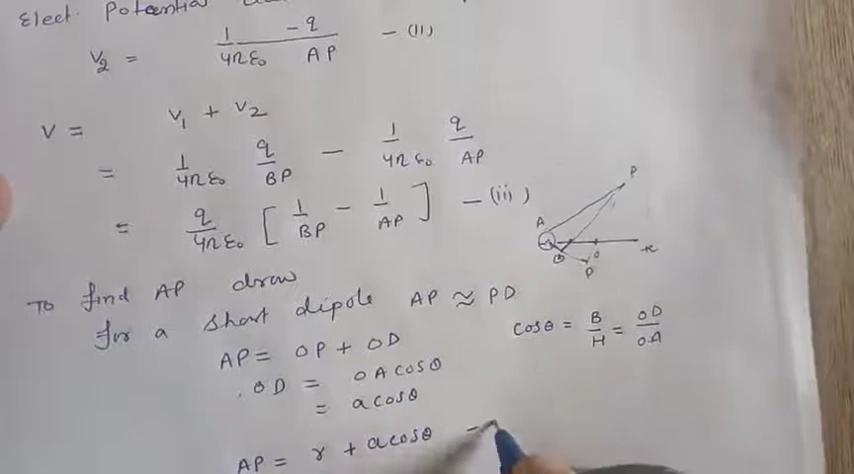 Elect. Potential
V₂ = 1/4πε₀ -q/AP - (11)
V = V₁ + V₂
= 1/4πε₀ q/BP - 1/4πε₀ q/AP
= q/4πε₀ [ 1/BP - 1/AP ] - (iii)
P
A
θ
o
P
To find AP draw
for a short dipole AP ≈ PD
AP = OP + OD
cosθ = B/H = OD/OA
OD = OA cosθ
= a cosθ
AP = r + a cosθ -